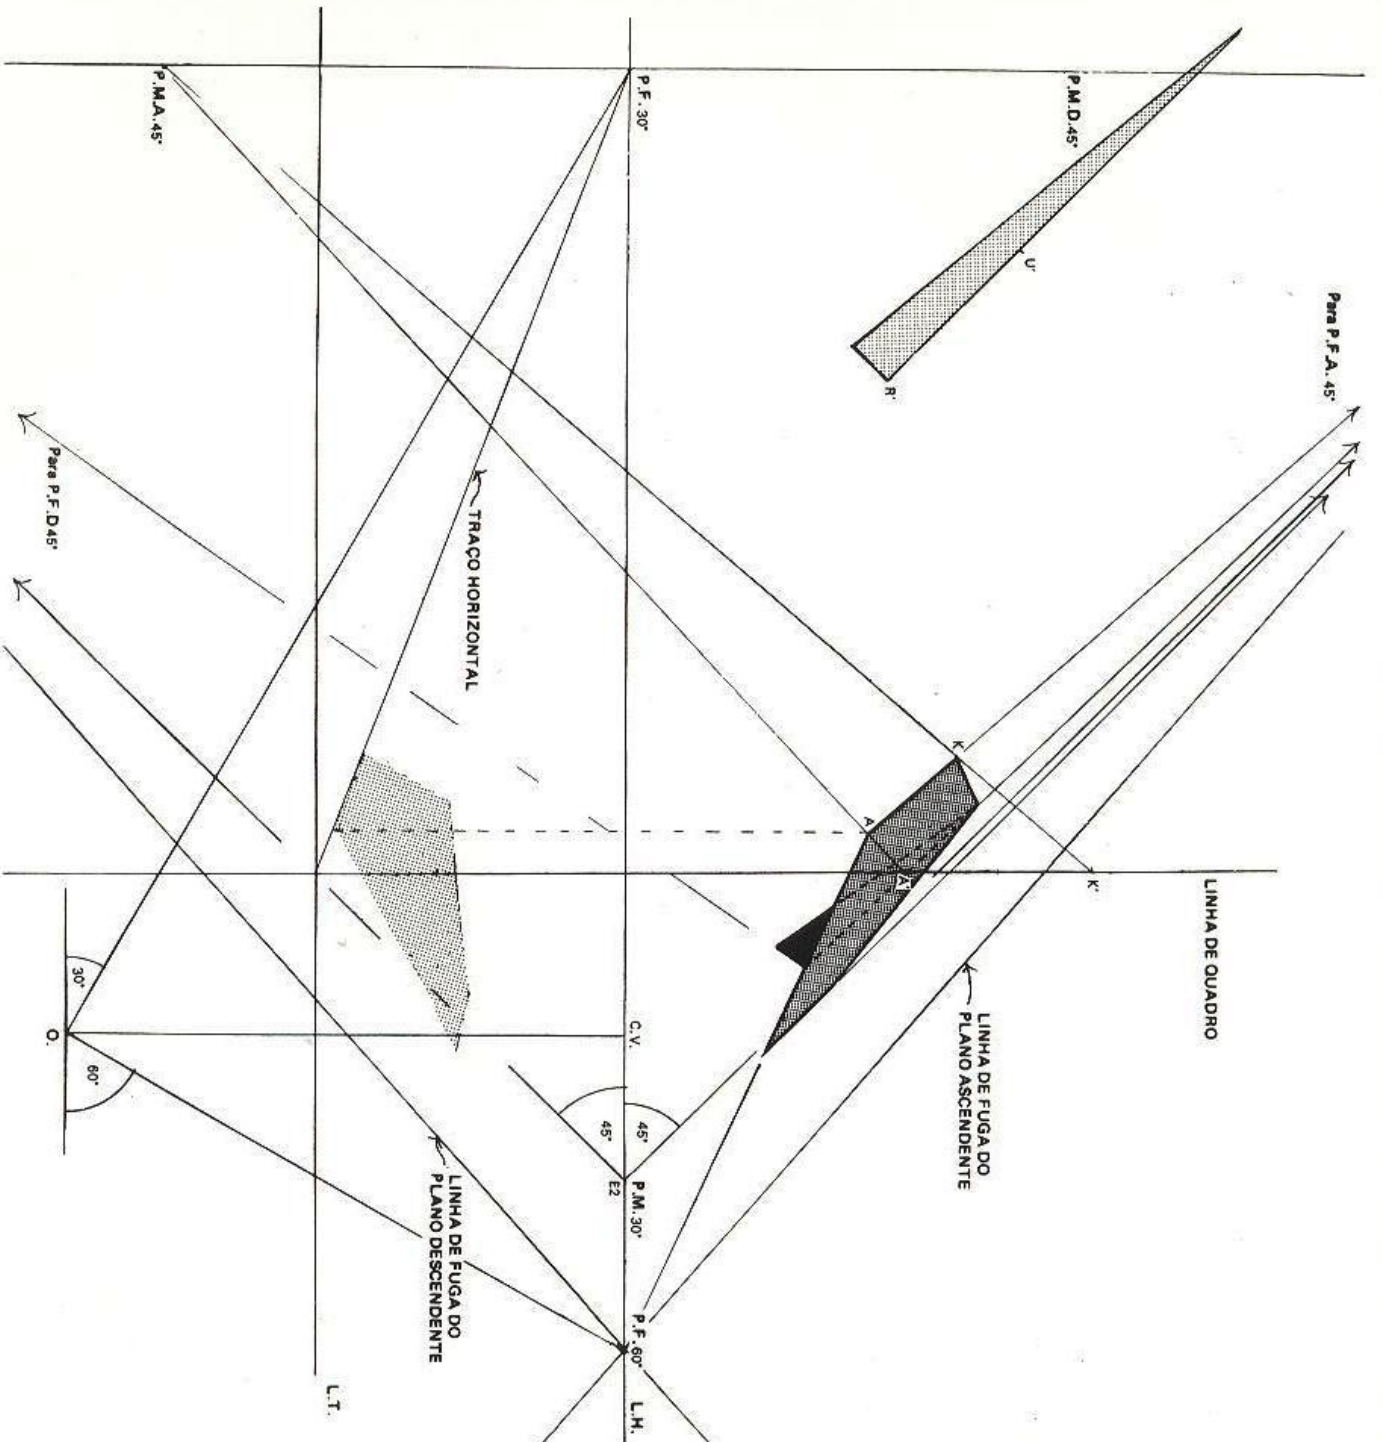 P.M.A.45°
P.F. 30°
P.M.D.45°
U'
R'
Para P.F.A. 45°
Para P.F.D45°
TRAÇO HORIZONTAL
K
A
A'
K'
LINHA DE QUADRO
30°
O.
60°
C.V.
LINHA DE FUGA DO
PLANO ASCENDENTE
45°
45°
E2
P.M.30°
LINHA DE FUGA DO
PLANO DESCENDENTE
P.F.60°
L.T.
L.H.